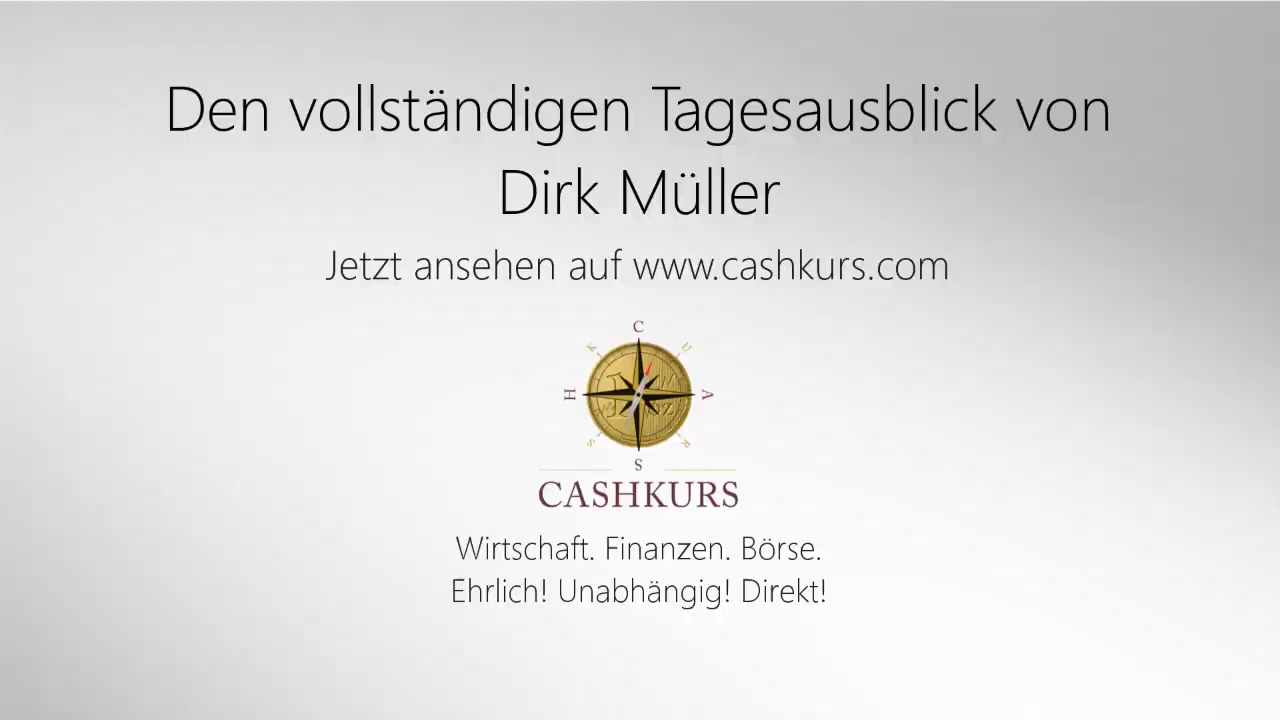 Den vollständigen Tagesausblick von
Dirk Müller
Jetzt ansehen auf www.cashkurs.com
C
K U
H A
S R
S
CASHKURS
Wirtschaft. Finanzen. Börse.
Ehrlich! Unabhängig! Direkt!